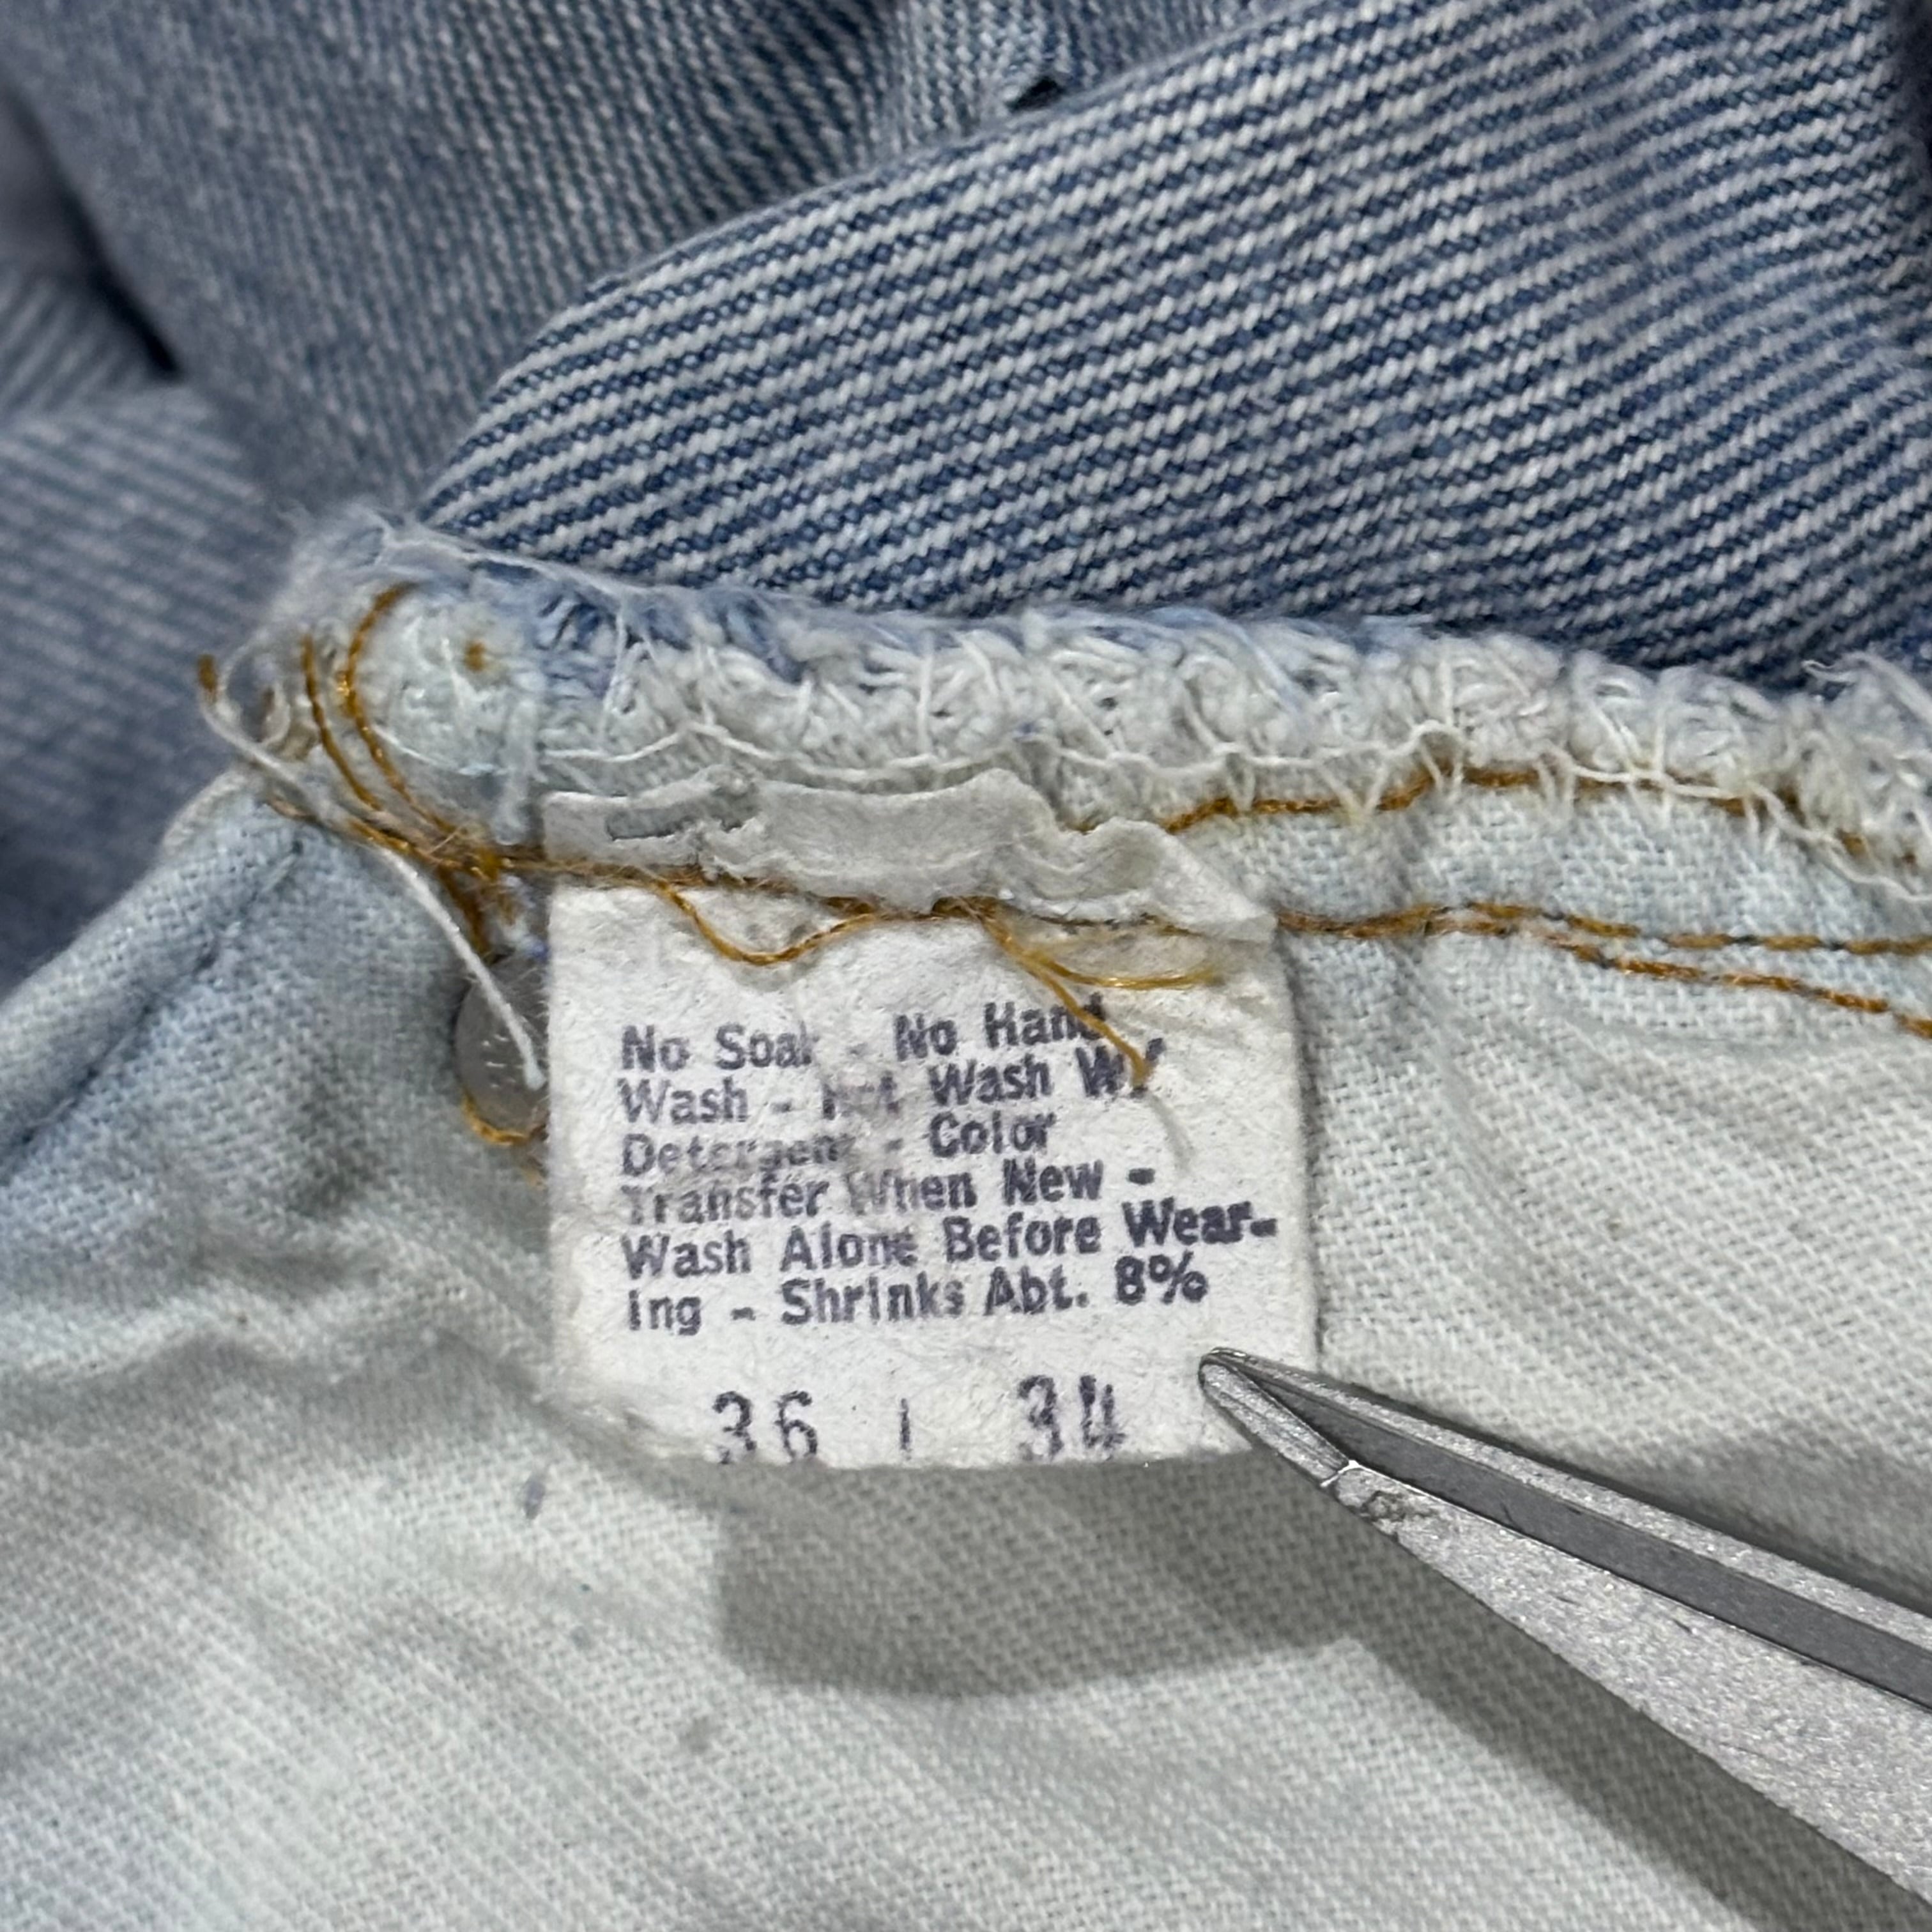 No Soak - No Hand
Wash - Hot Wash W/
Detergent - Color
Transfer When New -
Wash Alone Before Wear-
Ing - Shrinks Abt. 8%
36 | 34